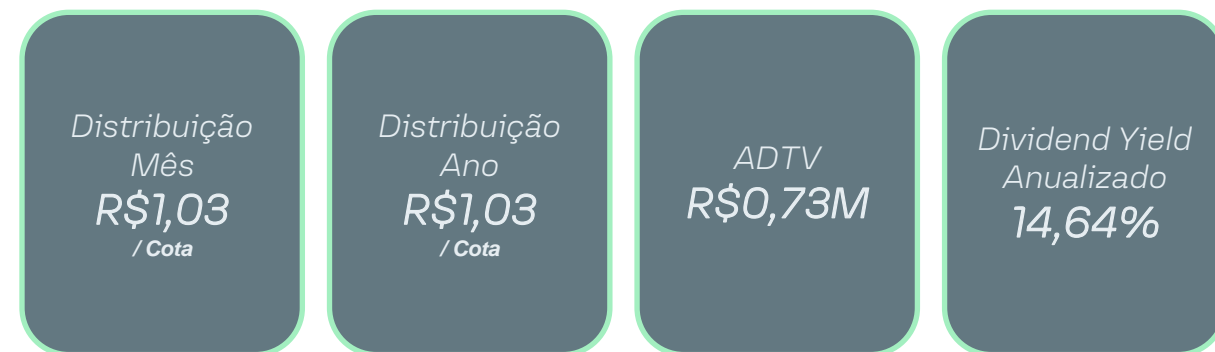 Distribuição
Mês
R$1,03
/ Cota
Distribuição
Ano
R$1,03
/ Cota
ADTV
R$0,73M
Dividend Yield
Anualizado
14,64%